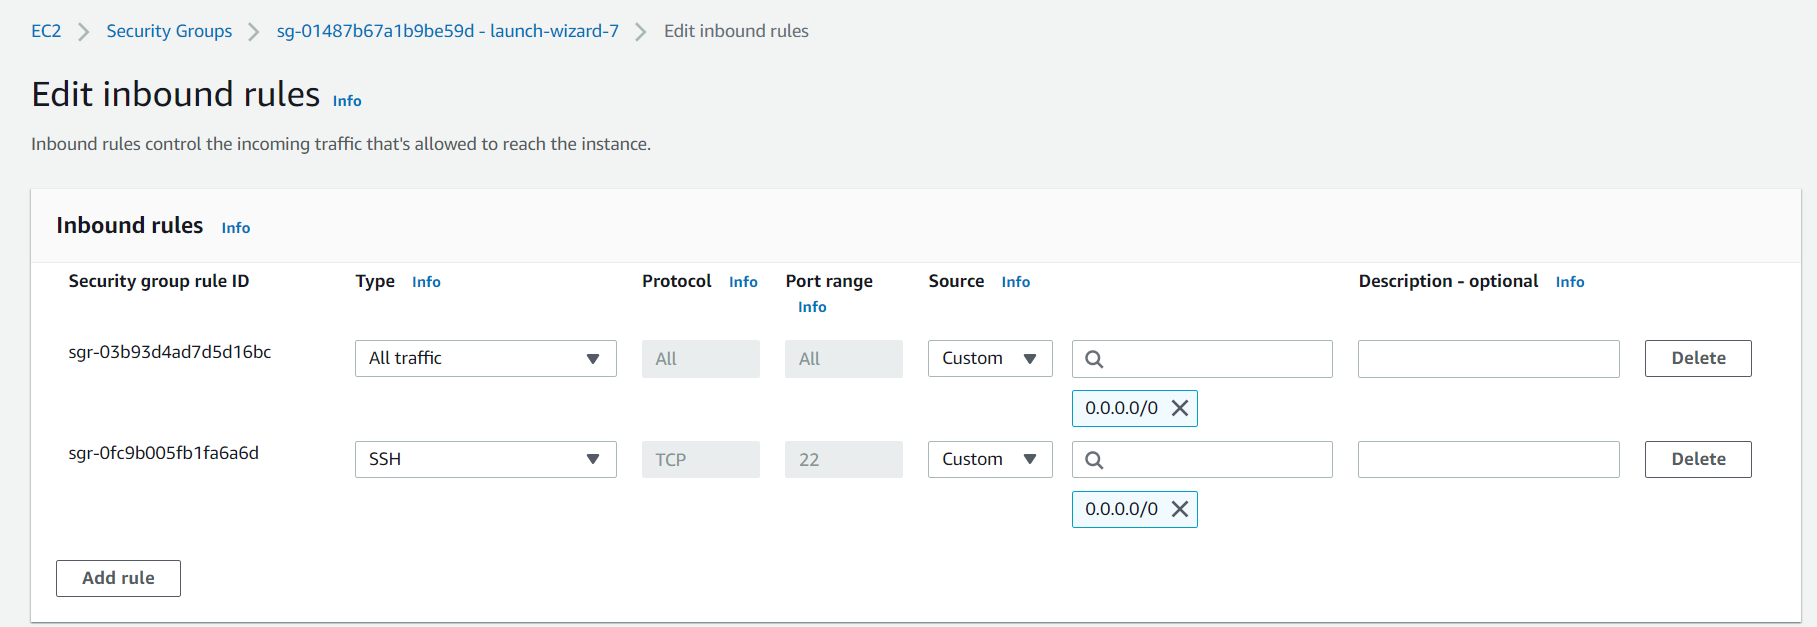 EC2 Security Groups sg-01487b67a1b9be59d - launch-wizard-7 Edit inbound rules
Edit inbound rules Info
Inbound rules control the incoming traffic that's allowed to reach the instance.
Inbound rules Info
Security group rule ID Type Info Protocol Info Port range Info Source Info Description - optional Info
sgr-03b93d4ad7d5d16bc All traffic All All Custom Delete
0.0.0.0/0
sgr-0fc9b005fb1fa6a6d SSH TCP 22 Custom Delete
0.0.0.0/0
Add rule